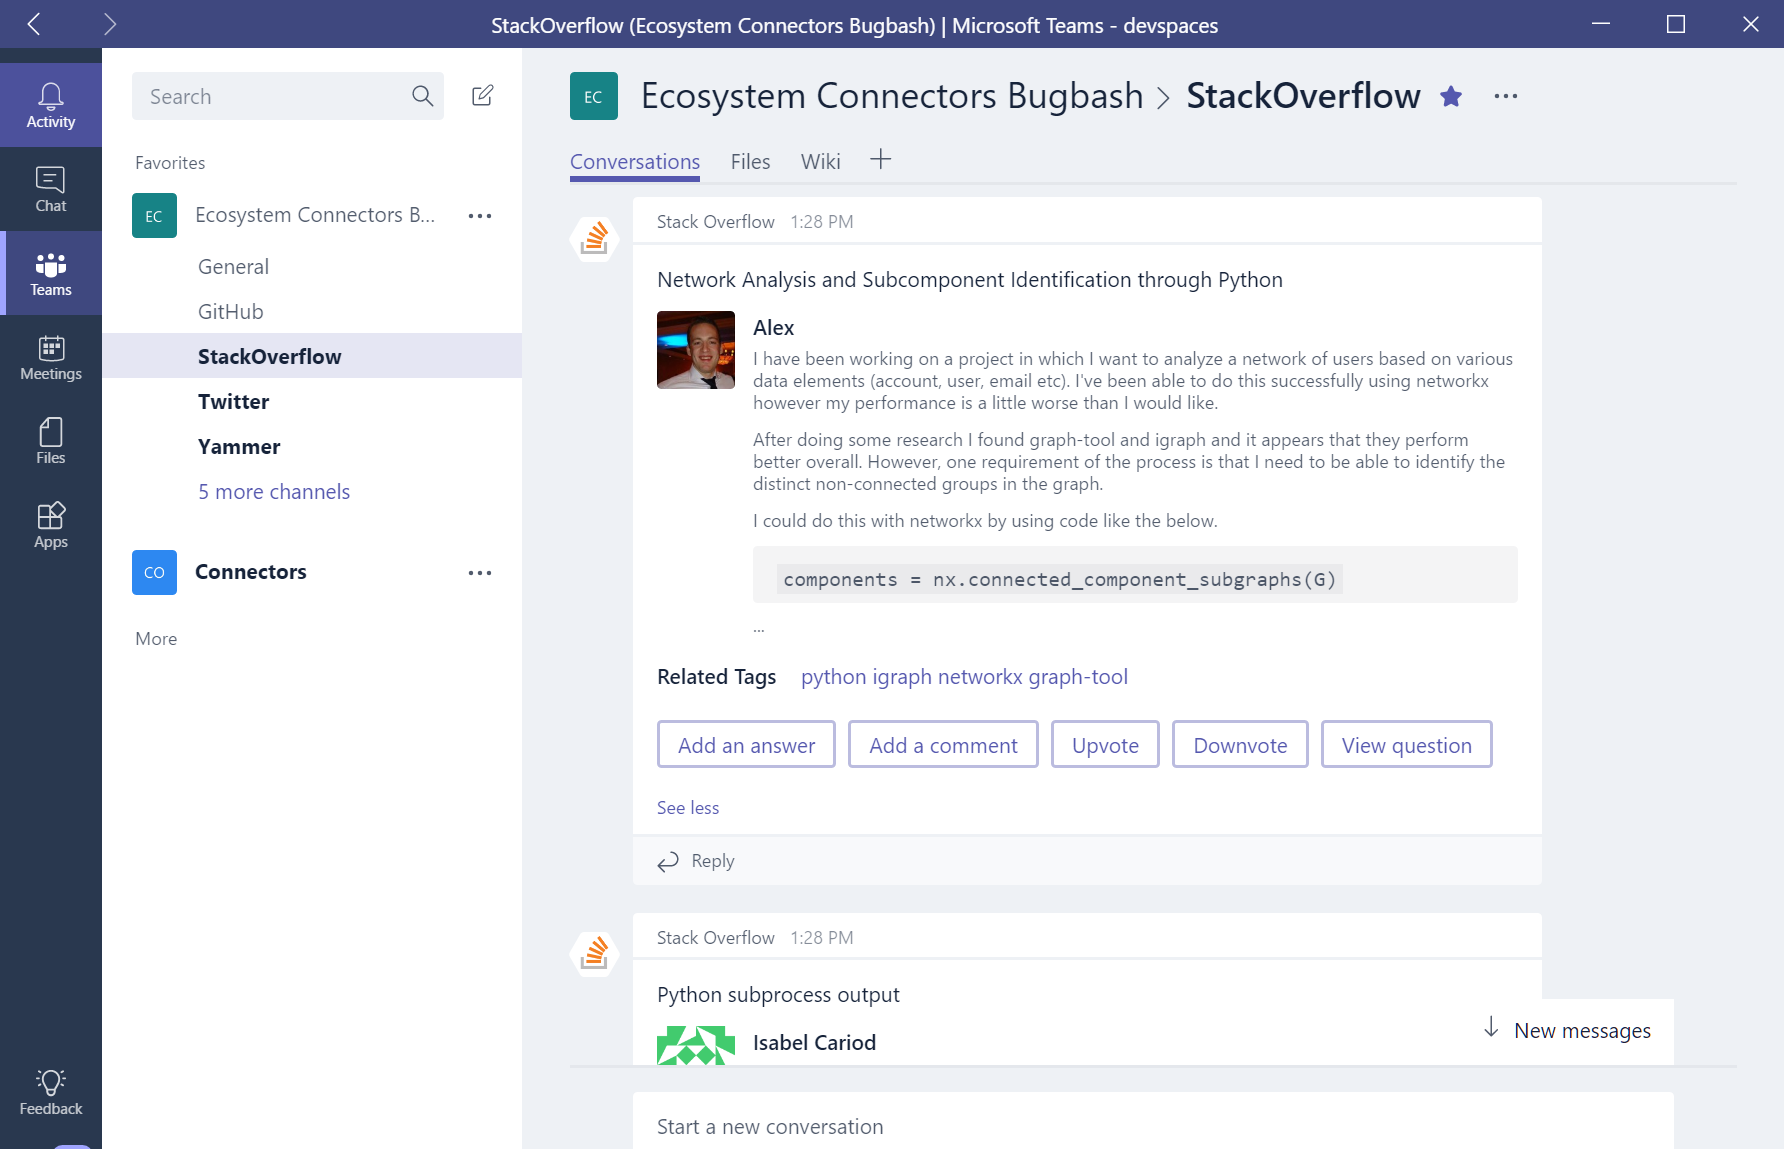 StackOverflow (Ecosystem Connectors Bugbash) | Microsoft Teams - devspaces
Activity
Chat
Teams
Meetings
Files
Apps
Feedback
Search
Favorites
EC
Ecosystem Connectors B...
General
GitHub
StackOverflow
Twitter
Yammer
5 more channels
CO
Connectors
More
EC
Ecosystem Connectors Bugbash > StackOverflow
Conversations Files Wiki +
Stack Overflow 1:28 PM
Network Analysis and Subcomponent Identification through Python
Alex
I have been working on a project in which I want to analyze a network of users based on various
data elements (account, user, email etc). I've been able to do this successfully using networkx
however my performance is a little worse than I would like.
After doing some research I found graph-tool and igraph and it appears that they perform
better overall. However, one requirement of the process is that I need to be able to identify the
distinct non-connected groups in the graph.
I could do this with networkx by using code like the below.
components = nx.connected_component_subgraphs(G)
...
Related Tags python igraph networkx graph-tool
Add an answer
Add a comment
Upvote
Downvote
View question
See less
Reply
Stack Overflow 1:28 PM
Python subprocess output
Isabel Cariod
New messages
Start a new conversation